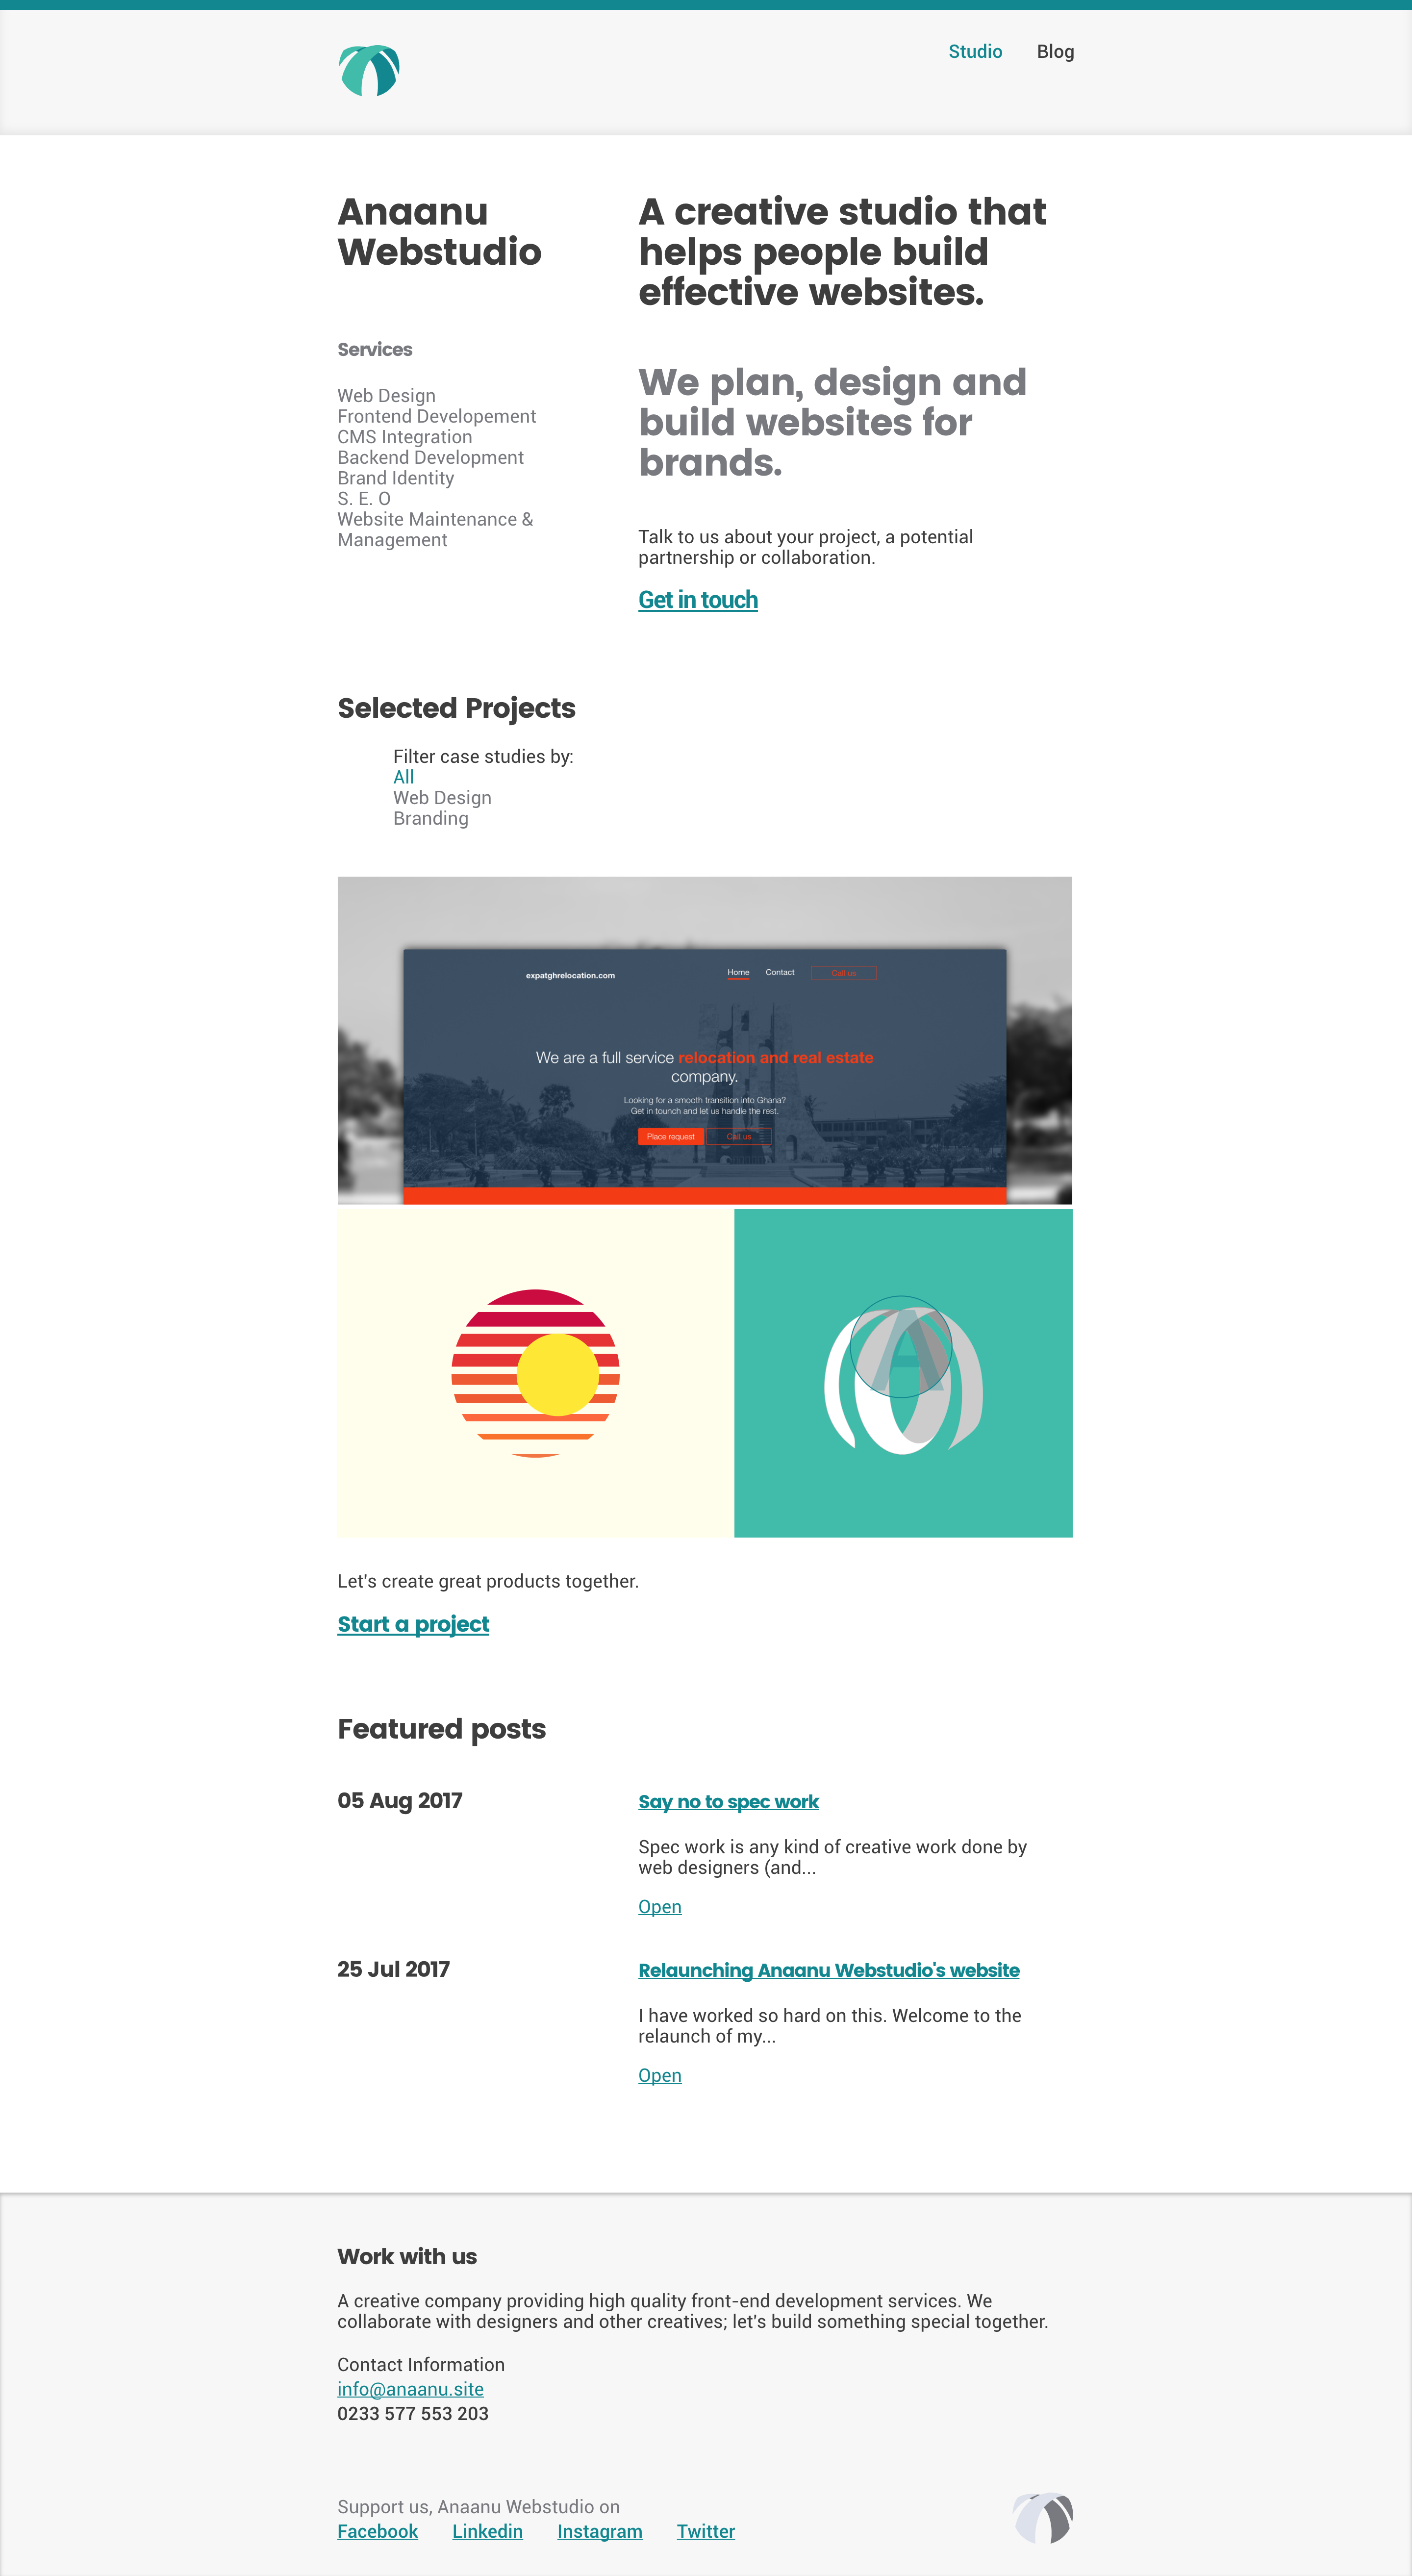 Studio Blog
Anaanu
Webstudio
Services
Web Design
Frontend Developement
CMS Integration
Backend Development
Brand Identity
S. E. O
Website Maintenance &
Management
A creative studio that
helps people build
effective websites.
We plan, design and
build websites for
brands.
Talk to us about your project, a potential
partnership or collaboration.
Get in touch
Selected Projects
Filter case studies by:
All
Web Design
Branding
expatghrelocation.com Home Contact Call us
We are a full service relocation and real estate
company.
Looking for a smooth transition into Ghana?
Get in tounch and let us handle the rest.
Place request Call us
A
Let's create great products together.
Start a project
Featured posts
05 Aug 2017
Say no to spec work
Spec work is any kind of creative work done by
web designers (and...
Open
25 Jul 2017
Relaunching Anaanu Webstudio's website
I have worked so hard on this. Welcome to the
relaunch of my...
Open
Work with us
A creative company providing high quality front-end development services. We
collaborate with designers and other creatives; let's build something special together.
Contact Information
info@anaanu.site
0233 577 553 203
Support us, Anaanu Webstudio on
Facebook Linkedin Instagram Twitter